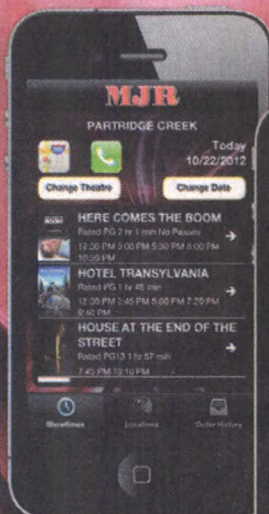 MJR
PARTRIDGE CREEK
Today
10/22/2012
Change Theatre
Change Date
HERE COMES THE BOOM
Rated PG 2 hr 1 min No Passes
12:30 PM 3:00 PM 5:30 PM 8:00 PM
10:20 PM
HOTEL TRANSYLVANIA
Rated PG 1 hr 45 min
12:30 PM 2:45 PM 5:00 PM 7:20 PM
9:40 PM
HOUSE AT THE END OF THE
STREET
Rated PG13 1 hr 57 min
7:45 PM 10:10 PM
Showtimes
Locations
Order History